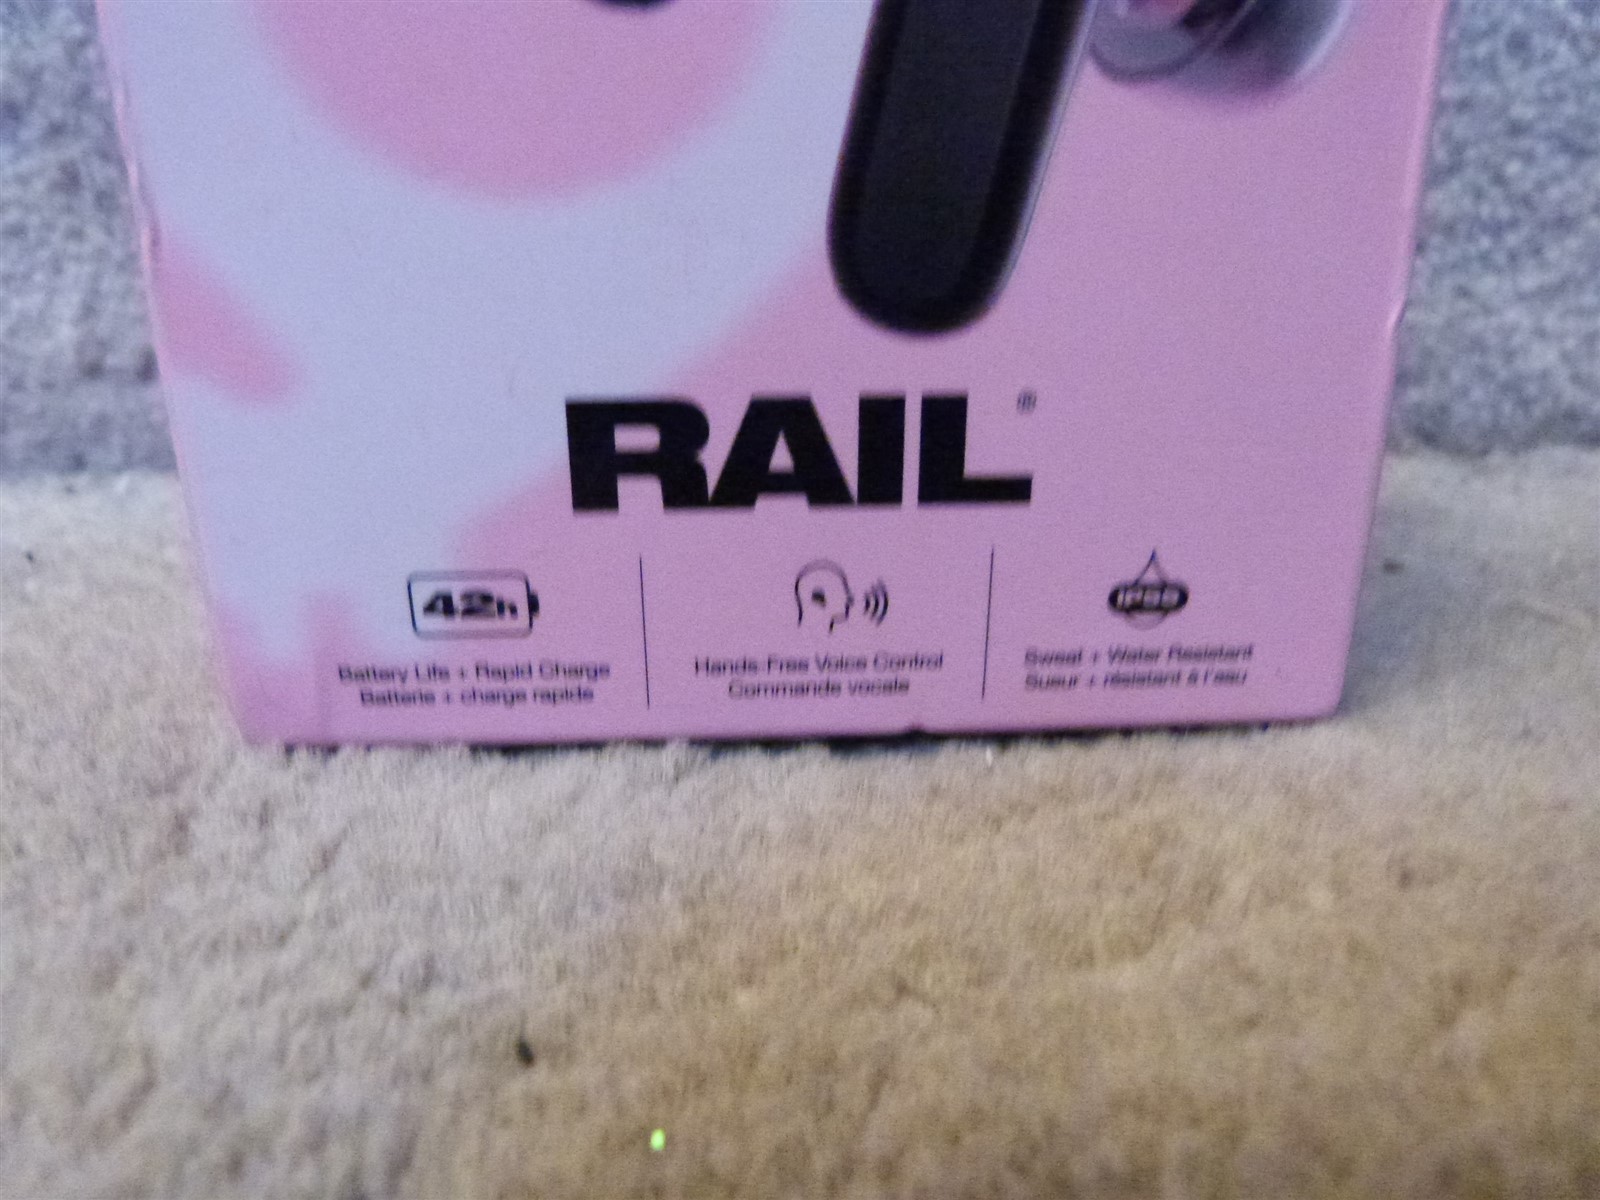 RAIL®
42h
Battery Life + Rapid Charge
Batterie + charge rapide
Hands-Free Voice Control
Commande vocale
Sweat + Water Resistant
Sueur + résistant à l'eau